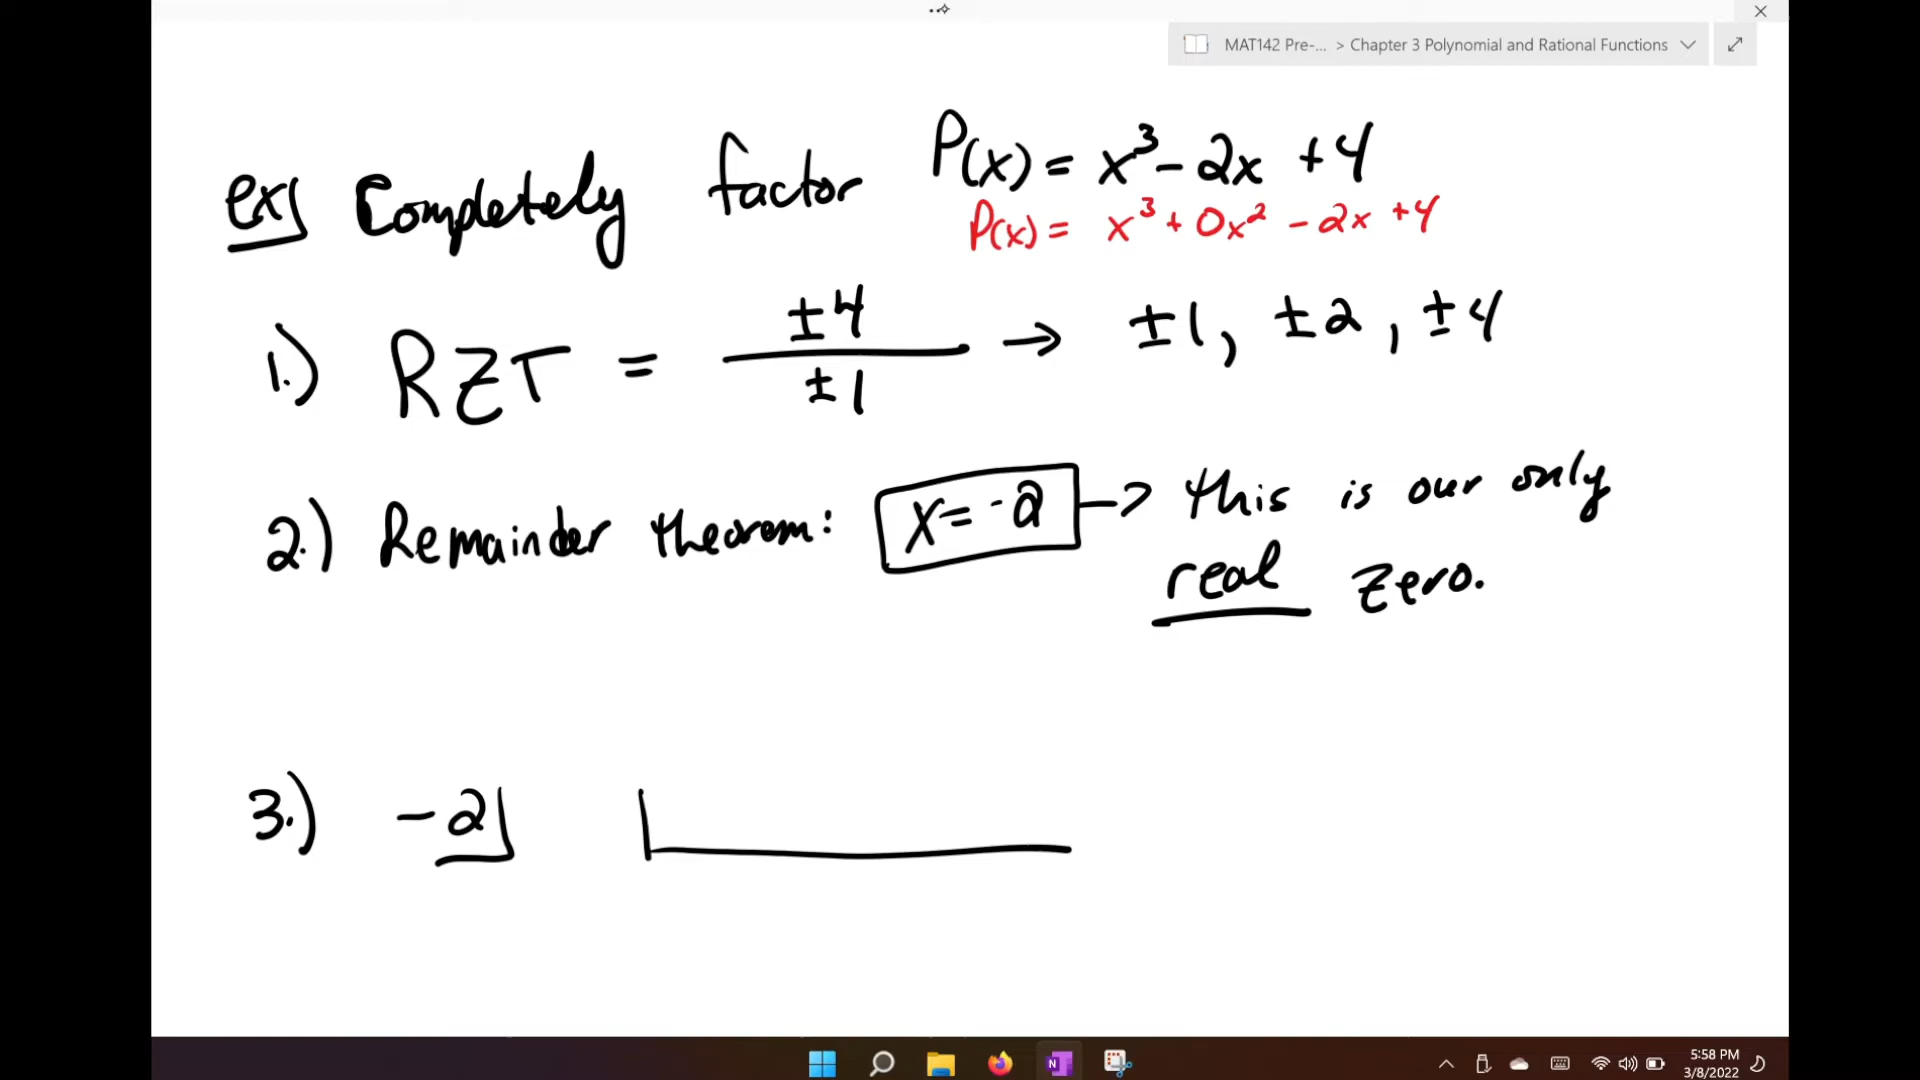 MAT142 Pre-... > Chapter 3 Polynomial and Rational Functions
ex) Completely factor P(x) = x³ - 2x + 4
P(x) = x³ + 0x² - 2x + 4
1.) RZT = ±4 / ±1 → ±1, ±2, ±4
2.) Remainder theorem: x = -2 → this is our only
real zero.
3.) -2
5:58 PM
3/8/2022